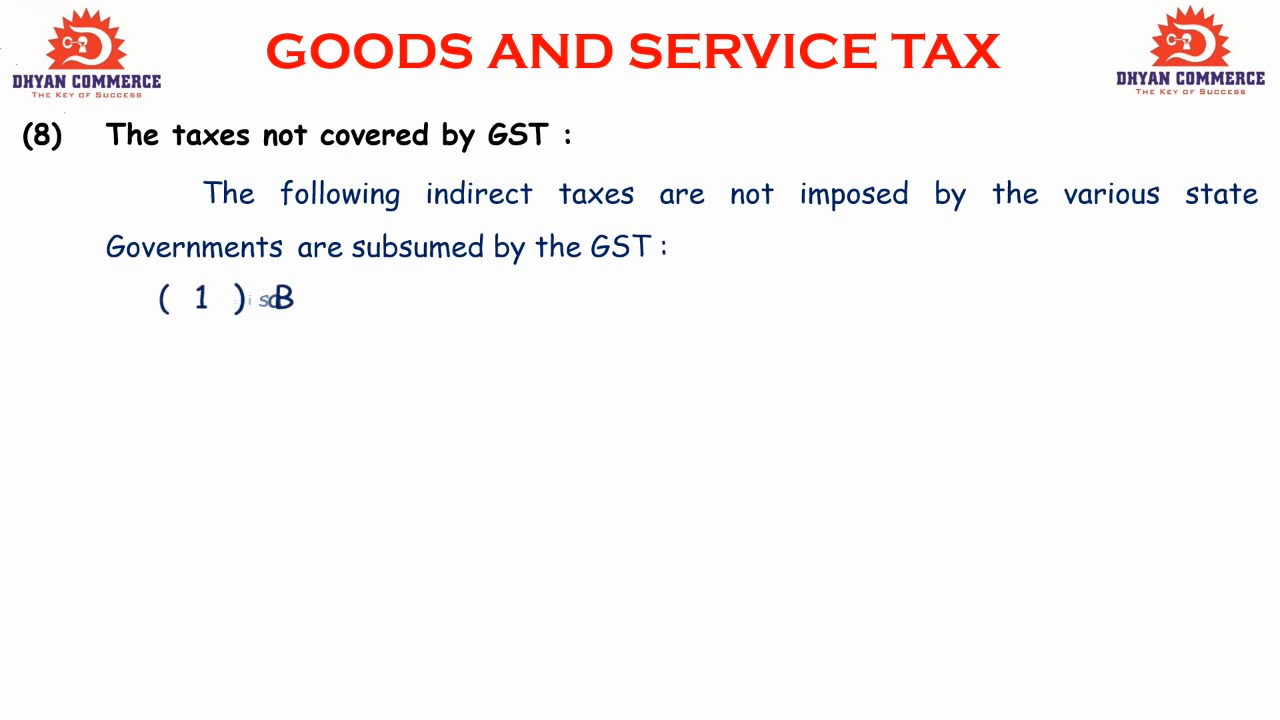 DHYAN COMMERCE
The Key of Success
GOODS AND SERVICE TAX
DHYAN COMMERCE
The Key of Success
(8) The taxes not covered by GST :
The following indirect taxes are not imposed by the various state
Governments are subsumed by the GST :
( 1 ) B